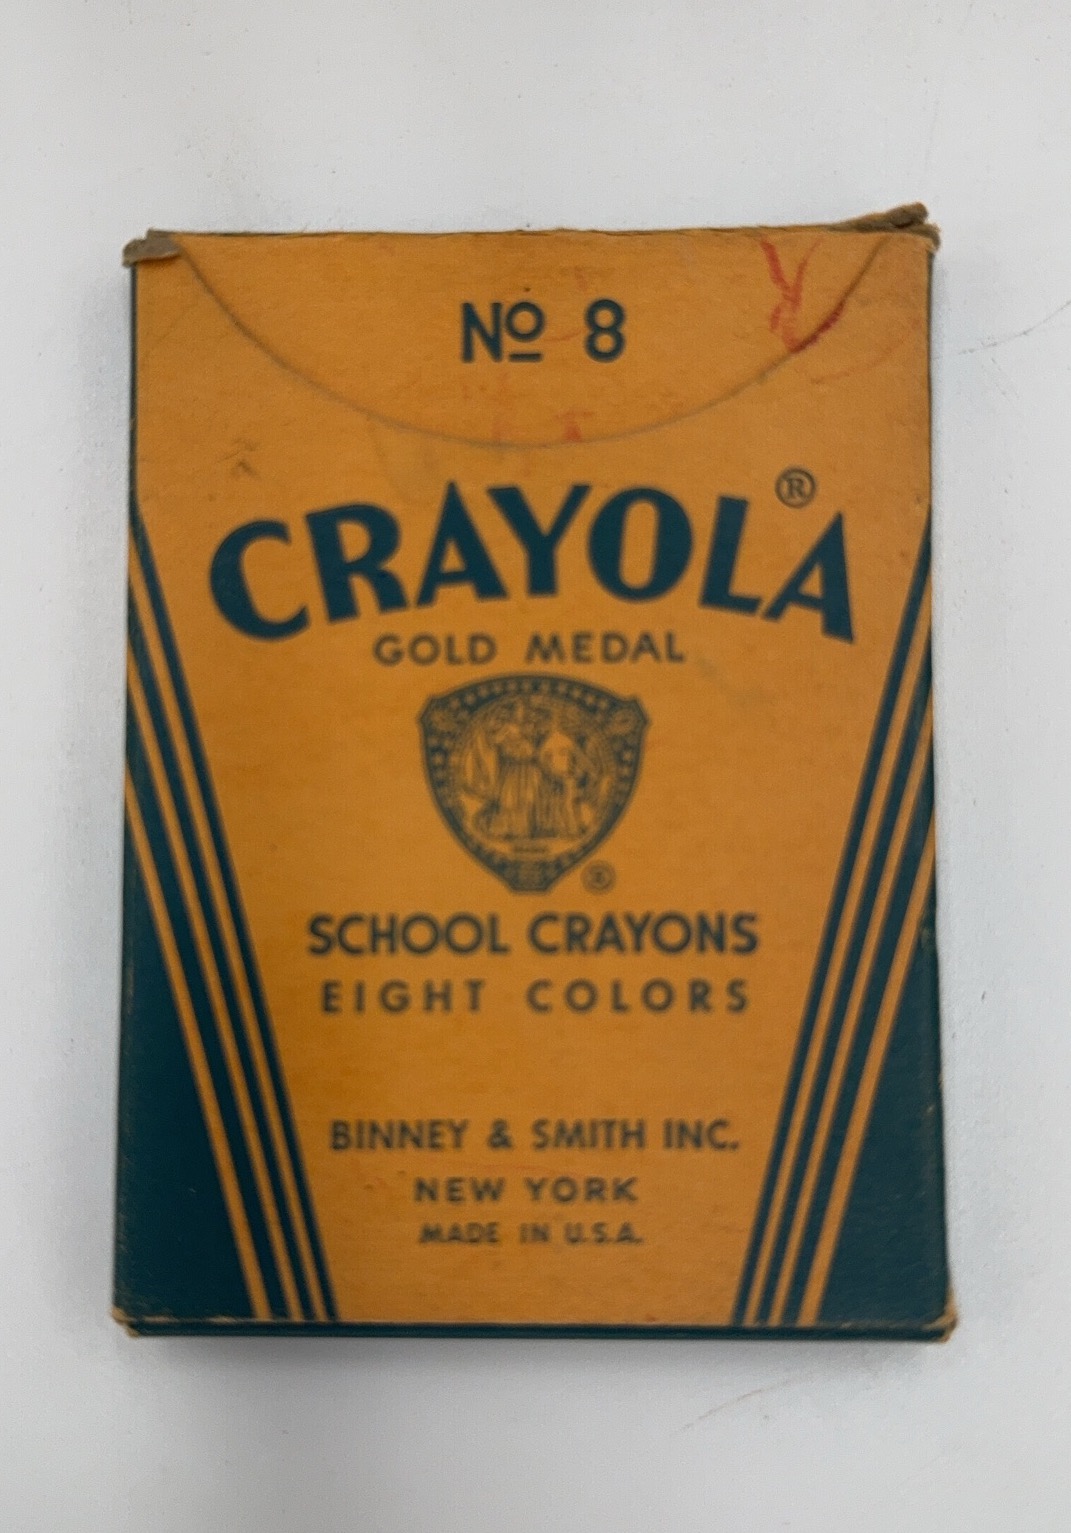 Nº 8
CRAYOLA®
GOLD MEDAL
®
SCHOOL CRAYONS
EIGHT COLORS
BINNEY & SMITH INC.
NEW YORK
MADE IN U.S.A.